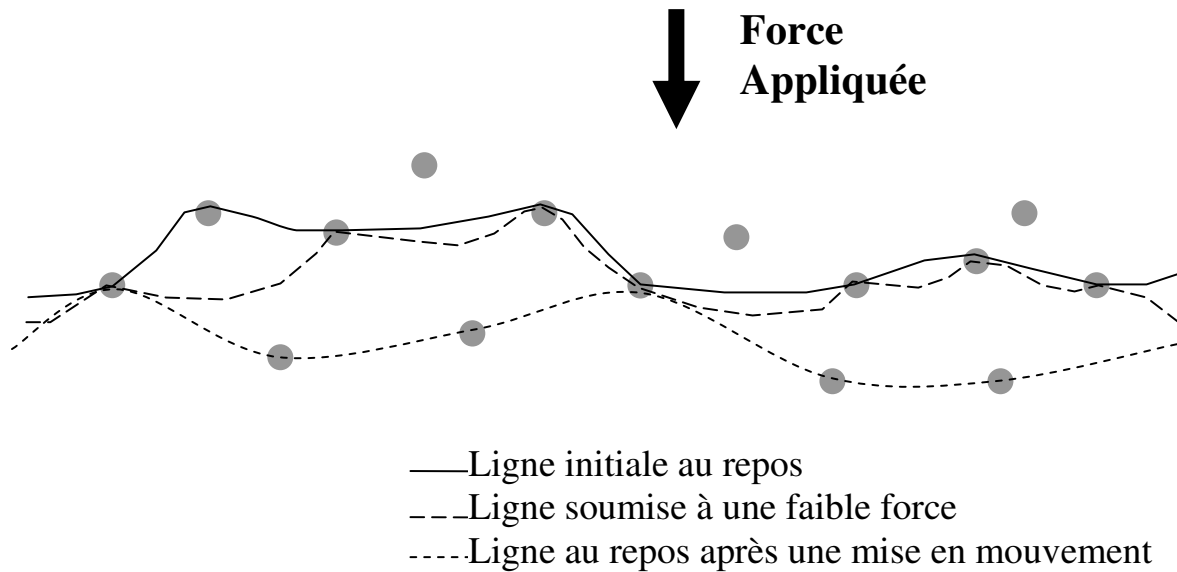 Force
Appliquée
Ligne initiale au repos
Ligne soumise à une faible force
Ligne au repos après une mise en mouvement